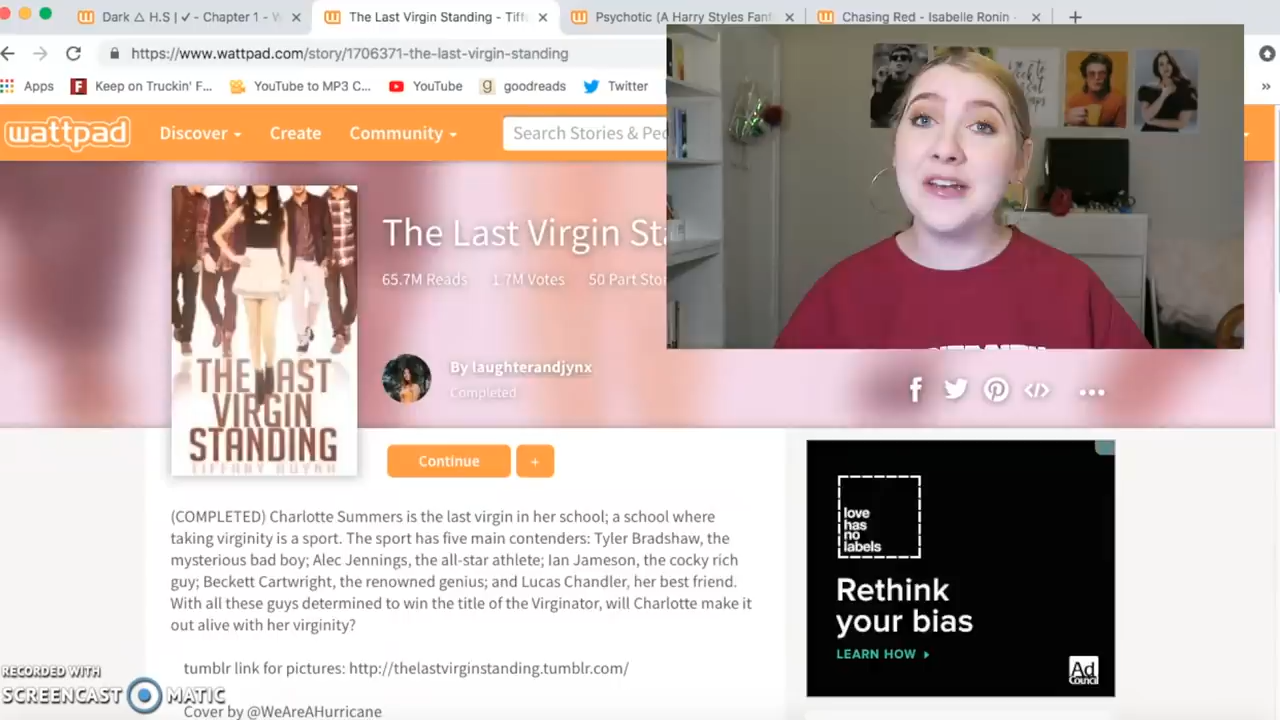 Dark △ H.S | ✓ - Chapter 1 - W
The Last Virgin Standing - Tiff
Psychotic (A Harry Styles Fanf
Chasing Red - Isabelle Ronin -
https://www.wattpad.com/story/1706371-the-last-virgin-standing
Apps
Keep on Truckin' F...
YouTube to MP3 C...
YouTube
goodreads
Twitter
wattpad
Discover
Create
Community
Search Stories & Peo
The Last Virgin Sta
65.7M Reads
1.7M Votes
50 Part Stor
By laughterandjynx
Completed
THE LAST
VIRGIN
STANDING
TIFFANY HUYNH
Continue
+
(COMPLETED) Charlotte Summers is the last virgin in her school; a school where
taking virginity is a sport. The sport has five main contenders: Tyler Bradshaw, the
mysterious bad boy; Alec Jennings, the all-star athlete; Ian Jameson, the cocky rich
guy; Beckett Cartwright, the renowned genius; and Lucas Chandler, her best friend.
With all these guys determined to win the title of the Virginator, will Charlotte make it
out alive with her virginity?
tumblr link for pictures: http://thelastvirginstanding.tumblr.com/
Cover by @WeAreAHurricane
love
has
no
labels
Rethink
your bias
LEARN HOW
Ad
Council
RECORDED WITH
SCREENCAST MATIC